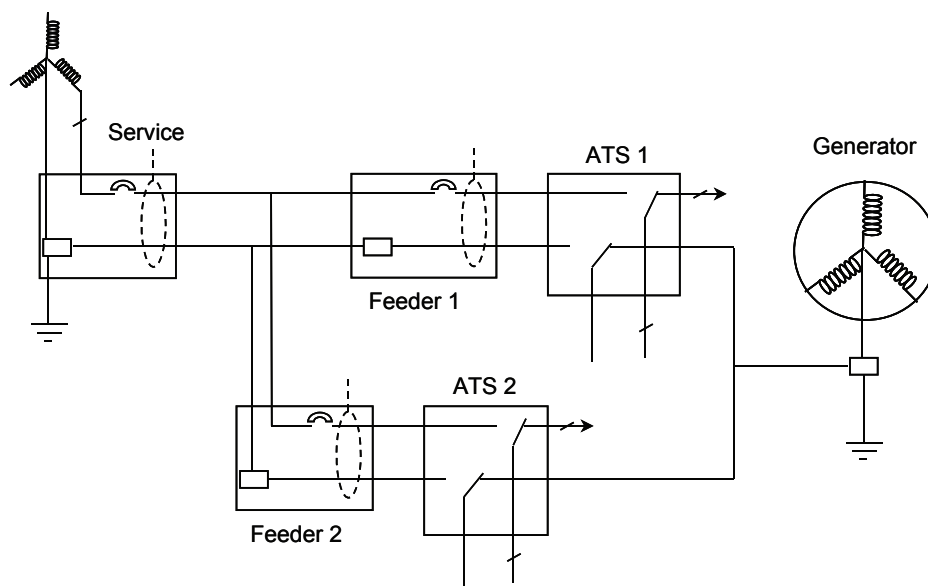 Service
ATS 1
Generator
Feeder 1
ATS 2
Feeder 2